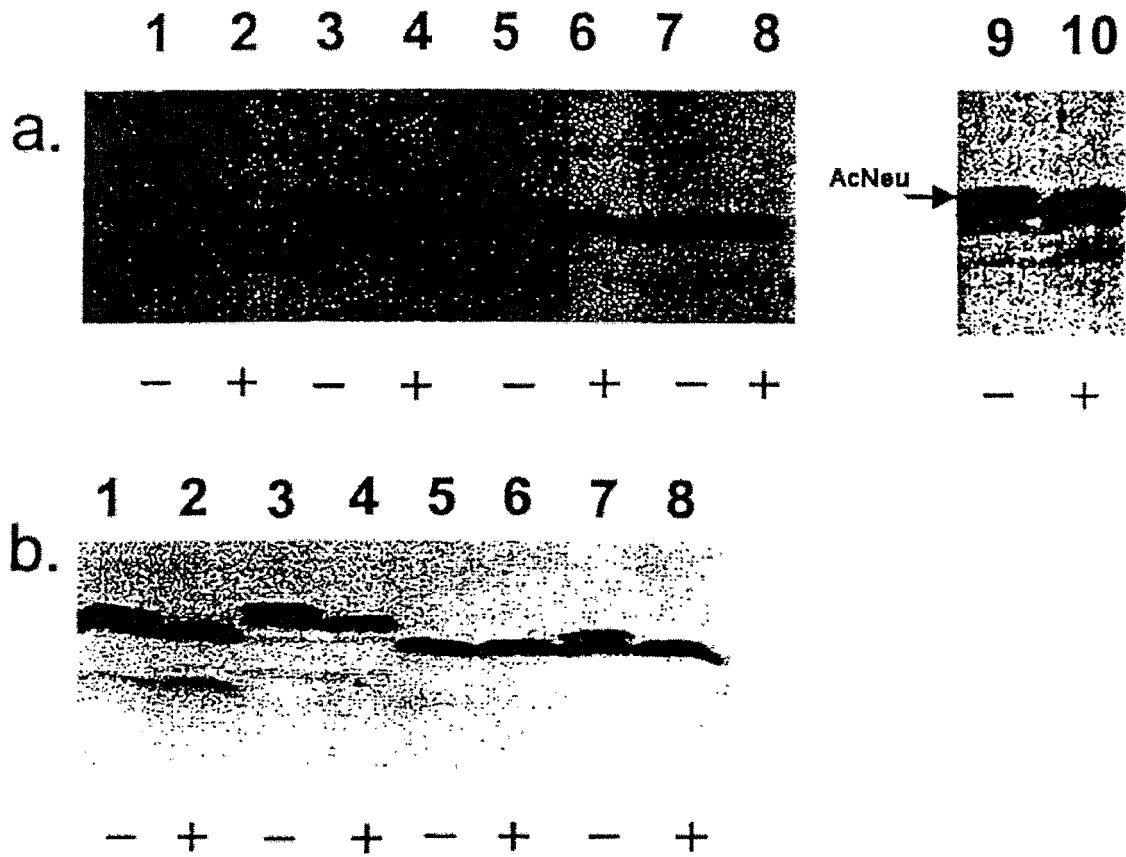 1 2 3 4 5 6 7 8 9 10
a.
AcNeu
− + − + − + − + − +
1 2 3 4 5 6 7 8
b.
− + − + − + − +